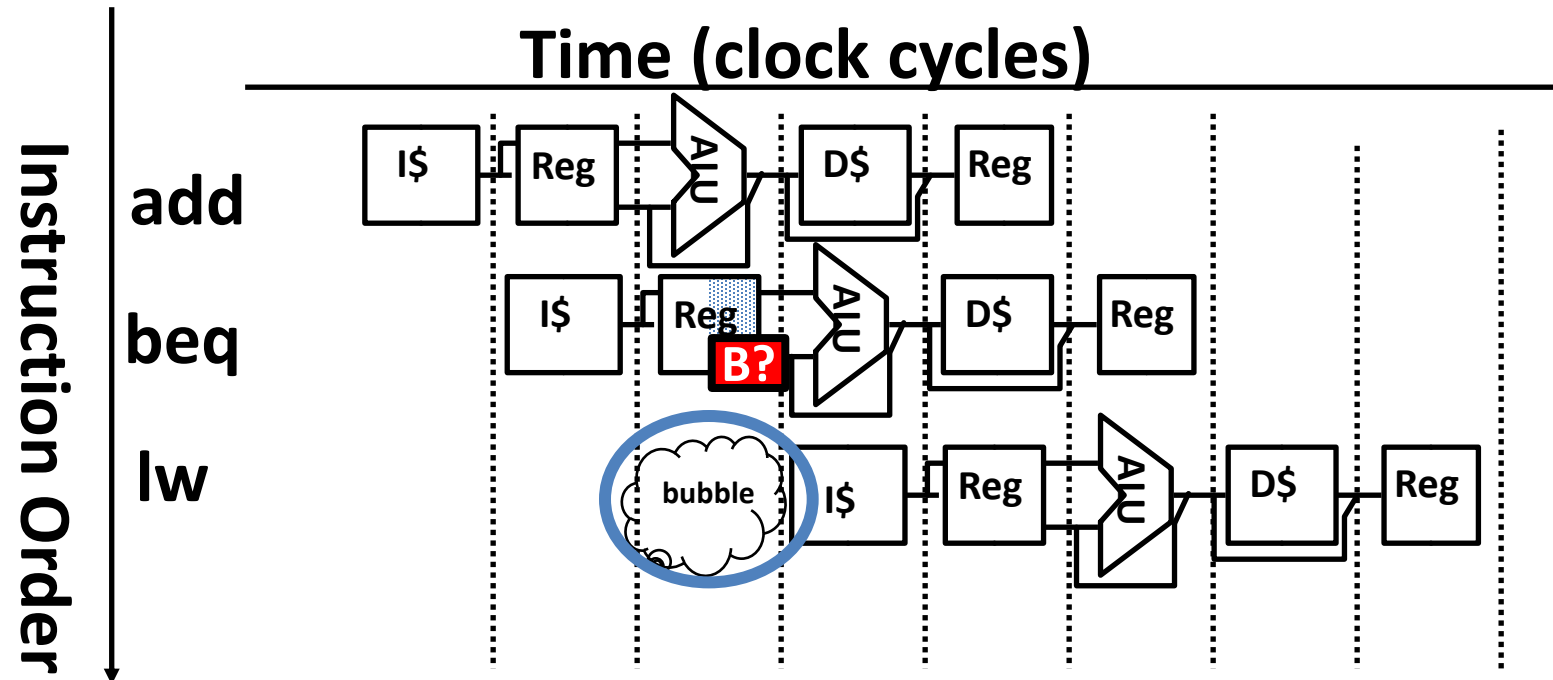 Time (clock cycles)
Instruction Order
add
I$ Reg ALU D$ Reg
beq
I$ Reg B? ALU D$ Reg
lw
bubble I$ Reg ALU D$ Reg